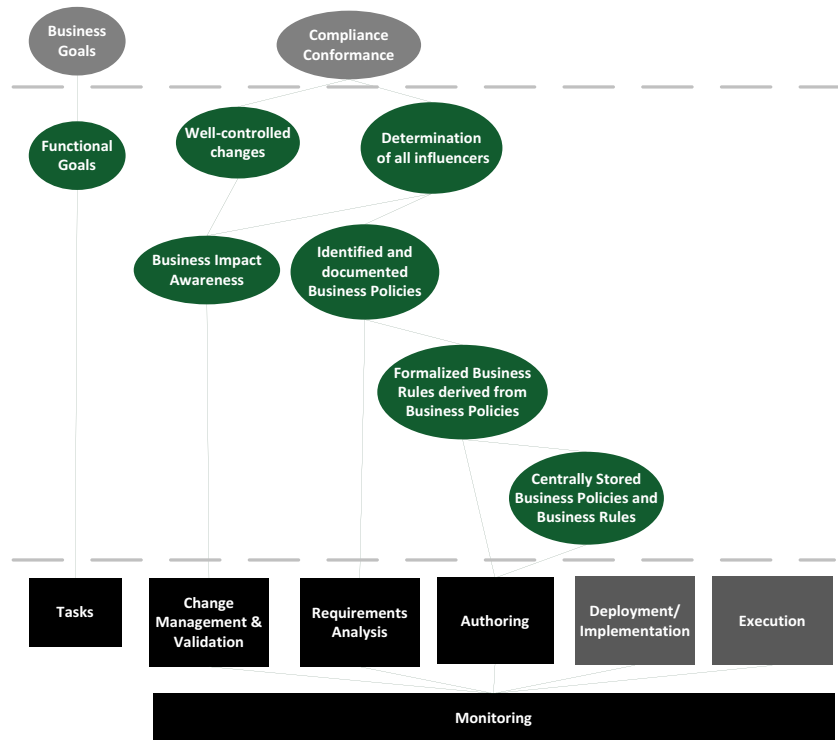 Business
Goals
Compliance
Conformance
Functional
Goals
Well-controlled
changes
Determination
of all influencers
Business Impact
Awareness
Identified and
documented
Business Policies
Formalized Business
Rules derived from
Business Policies
Centrally Stored
Business Policies and
Business Rules
Tasks
Change
Management &
Validation
Requirements
Analysis
Authoring
Deployment/
Implementation
Execution
Monitoring